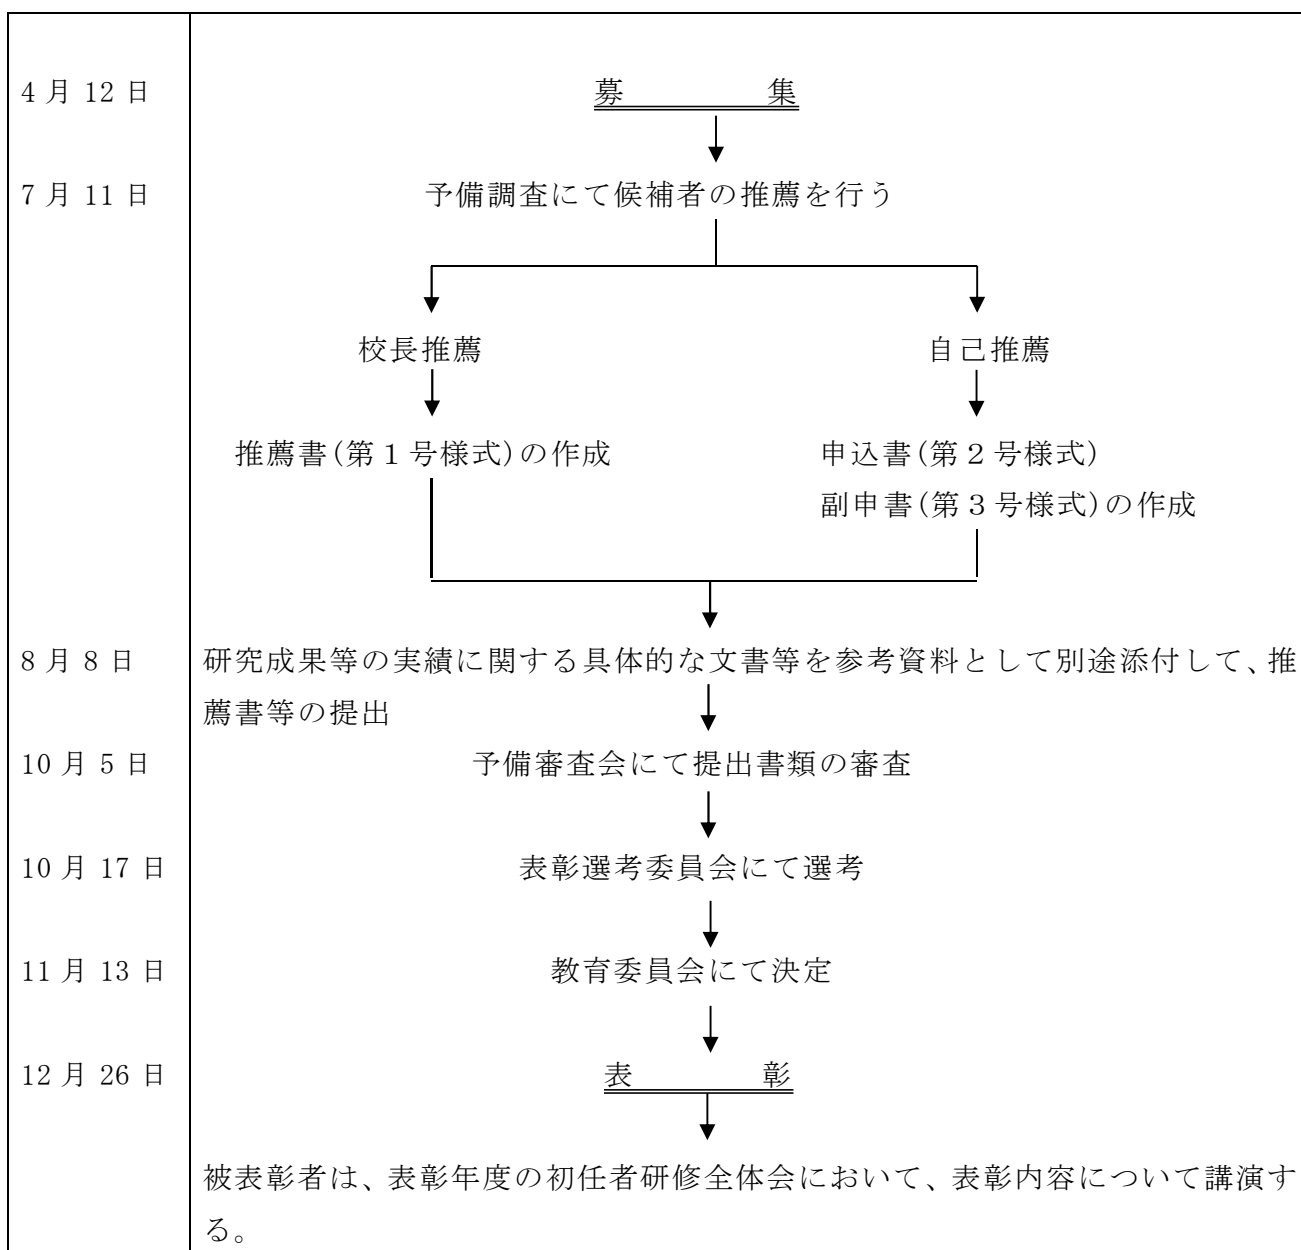 4月12日 募集
7月11日 予備調査にて候補者の推薦を行う
校長推薦 自己推薦
推薦書(第1号様式)の作成 申込書(第2号様式)
副申書(第3号様式)の作成
8月8日 研究成果等の実績に関する具体的な文書等を参考資料として別途添付して、推
薦書等の提出
10月5日 予備審査会にて提出書類の審査
10月17日 表彰選考委員会にて選考
11月13日 教育委員会にて決定
12月26日 表彰
被表彰者は、表彰年度の初任者研修全体会において、表彰内容について講演す
る。